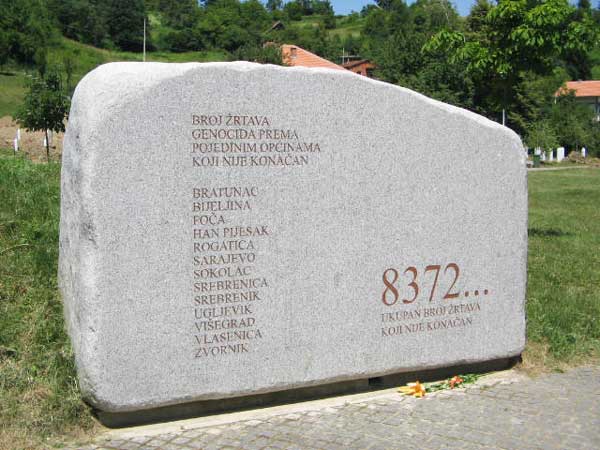 BROJ ŽRTAVA
GENOCIDA PREMA
POJEDINIM OPĆINAMA
KOJI NIJE KONAČAN
BRATUNAC
BIJELJINA
FOČA
HAN PIJESAK
ROGATICA
SARAJEVO
SOKOLAC
SREBRENICA
SREBRENIK
UGLJEVIK
VIŠEGRAD
VLASENICA
ZVORNIK
8372...
UKUPAN BROJ ŽRTAVA
KOJI NIJE KONAČAN